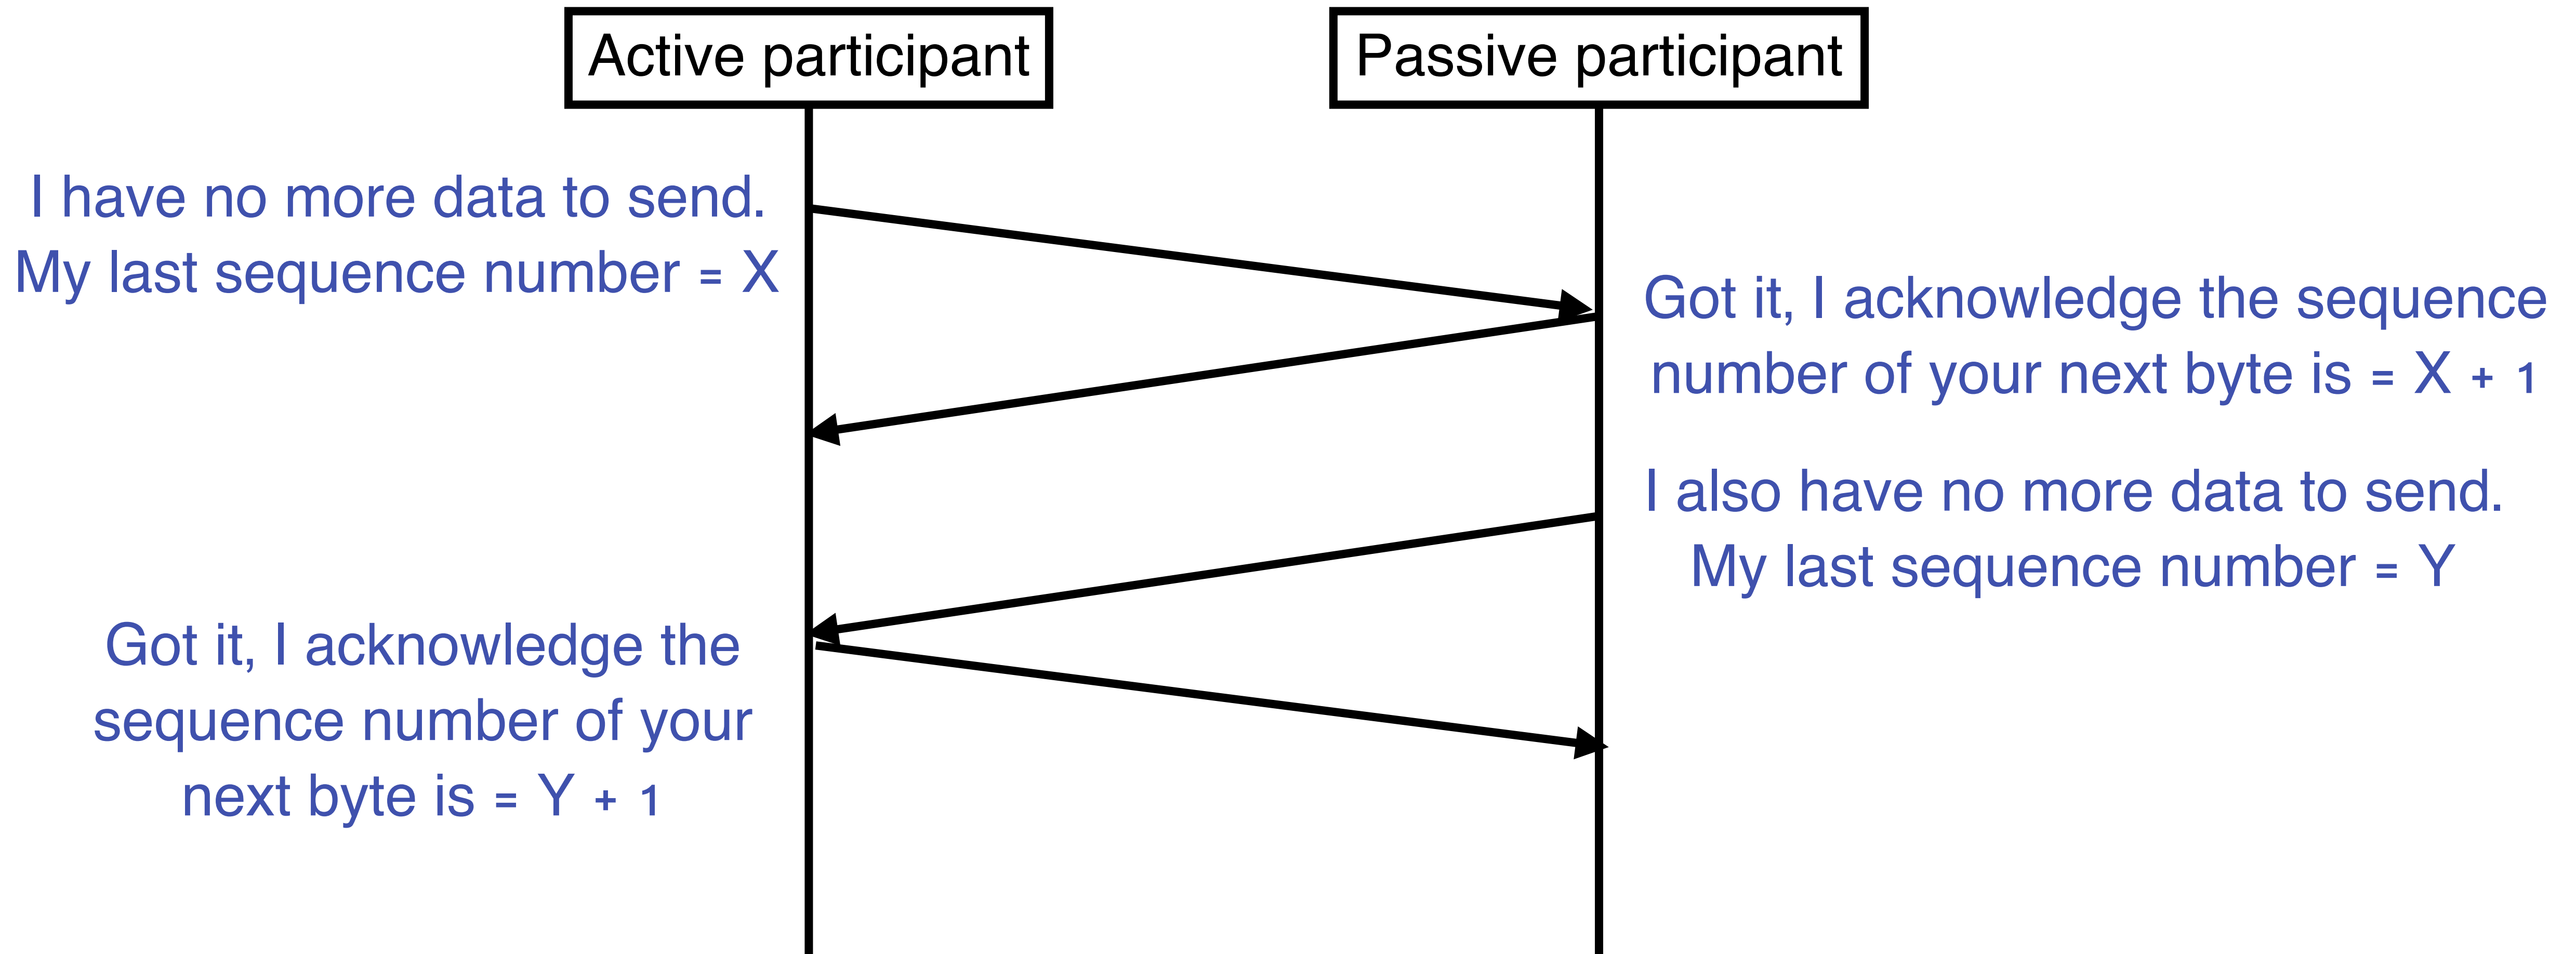 Active participant
Passive participant
I have no more data to send.
My last sequence number = X
Got it, I acknowledge the sequence
number of your next byte is = X + 1
I also have no more data to send.
My last sequence number = Y
Got it, I acknowledge the
sequence number of your
next byte is = Y + 1